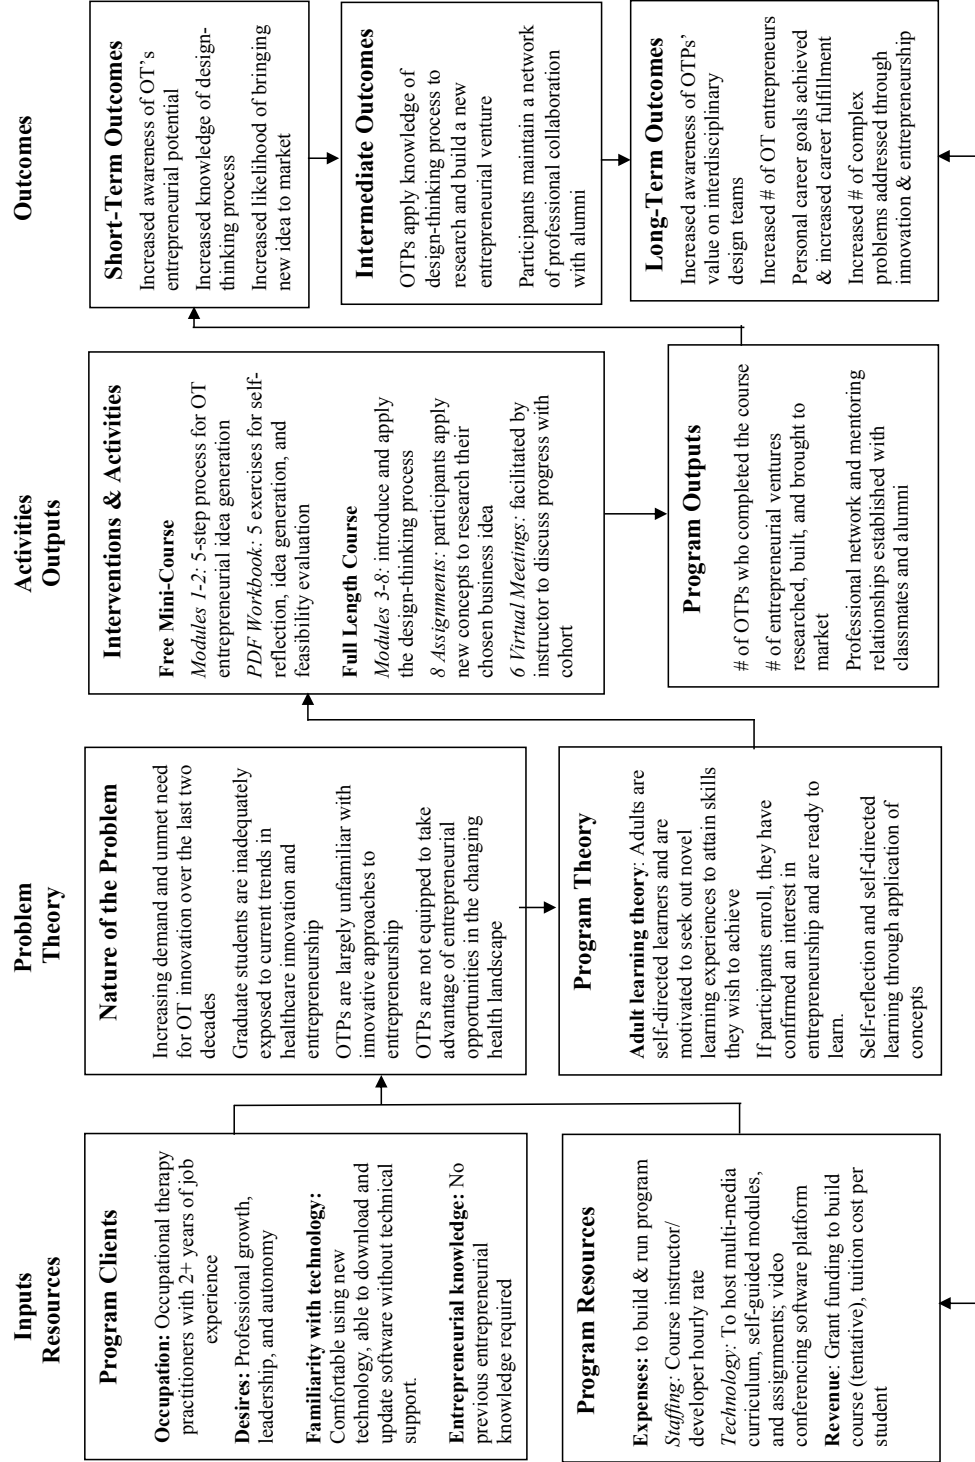 Inputs
Resources
Program Clients
Occupation: Occupational therapy
practitioners with 2+ years of job
experience
Desires: Professional growth,
leadership, and autonomy
Familiarity with technology:
Comfortable using new
technology, able to download and
update software without technical
support.
Entrepreneurial knowledge: No
previous entrepreneurial
knowledge required
Program Resources
Expenses: to build & run program
Staffing: Course instructor/
developer hourly rate
Technology: To host multi-media
curriculum, self-guided modules,
and assignments; video
conferencing software platform
Revenue: Grant funding to build
course (tentative), tuition cost per
student
Problem
Theory
Nature of the Problem
Increasing demand and unmet need
for OT innovation over the last two
decades
Graduate students are inadequately
exposed to current trends in
healthcare innovation and
entrepreneurship
OTPs are largely unfamiliar with
innovative approaches to
entrepreneurship
OTPs are not equipped to take
advantage of entrepreneurial
opportunities in the changing
health landscape
Program Theory
Adult learning theory: Adults are
self-directed learners and are
motivated to seek out novel
learning experiences to attain skills
they wish to achieve
If participants enroll, they have
confirmed an interest in
entrepreneurship and are ready to
learn.
Self-reflection and self-directed
learning through application of
concepts
Activities
Outputs
Interventions & Activities
Free Mini-Course
Modules 1-2: 5-step process for OT
entrepreneurial idea generation
PDF Workbook: 5 exercises for self-
reflection, idea generation, and
feasibility evaluation
Full Length Course
Modules 3-8: introduce and apply
the design-thinking process
8 Assignments: participants apply
new concepts to research their
chosen business idea
6 Virtual Meetings: facilitated by
instructor to discuss progress with
cohort
Program Outputs
# of OTPs who completed the course
# of entrepreneurial ventures
researched, built, and brought to
market
Professional network and mentoring
relationships established with
classmates and alumni
Outcomes
Short-Term Outcomes
Increased awareness of OT's
entrepreneurial potential
Increased knowledge of design-
thinking process
Increased likelihood of bringing
new idea to market
Intermediate Outcomes
OTPs apply knowledge of
design-thinking process to
research and build a new
entrepreneurial venture
Participants maintain a network
of professional collaboration
with alumni
Long-Term Outcomes
Increased awareness of OTPs'
value on interdisciplinary
design teams
Increased # of OT entrepreneurs
Personal career goals achieved
& increased career fulfillment
Increased # of complex
problems addressed through
innovation & entrepreneurship